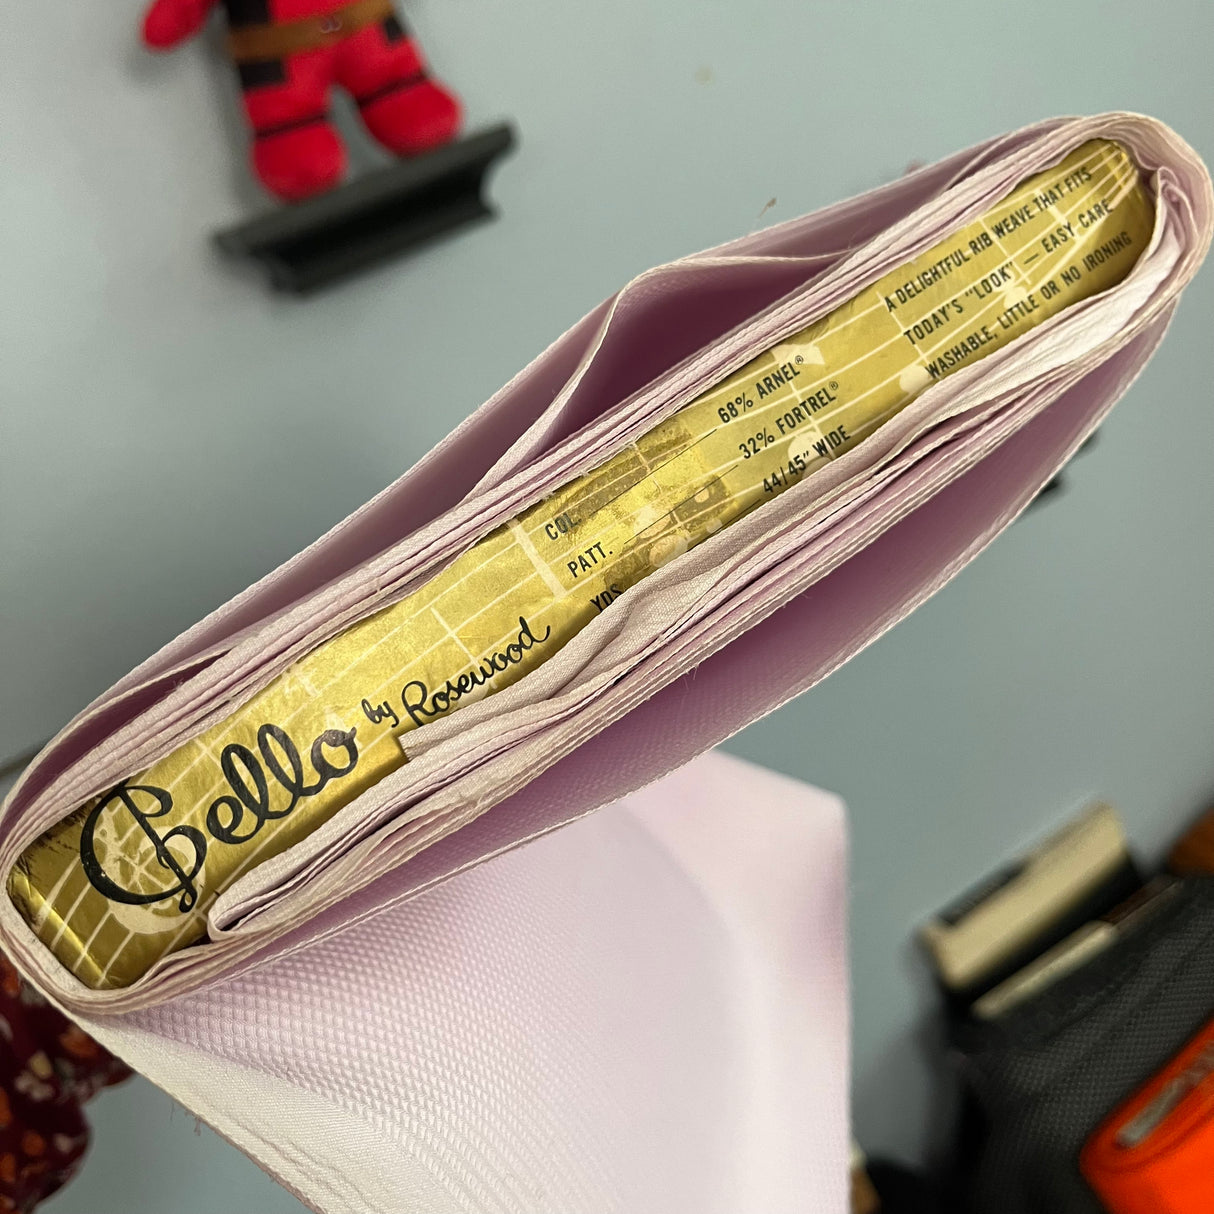 Bello by Rosewood
COL.
PATT.
YDS.
68% ARNEL®
32% FORTREL®
44/45" WIDE
A DELIGHTFUL RIB WEAVE THAT FITS
TODAY'S "LOOK" — EASY CARE
WASHABLE, LITTLE OR NO IRONING